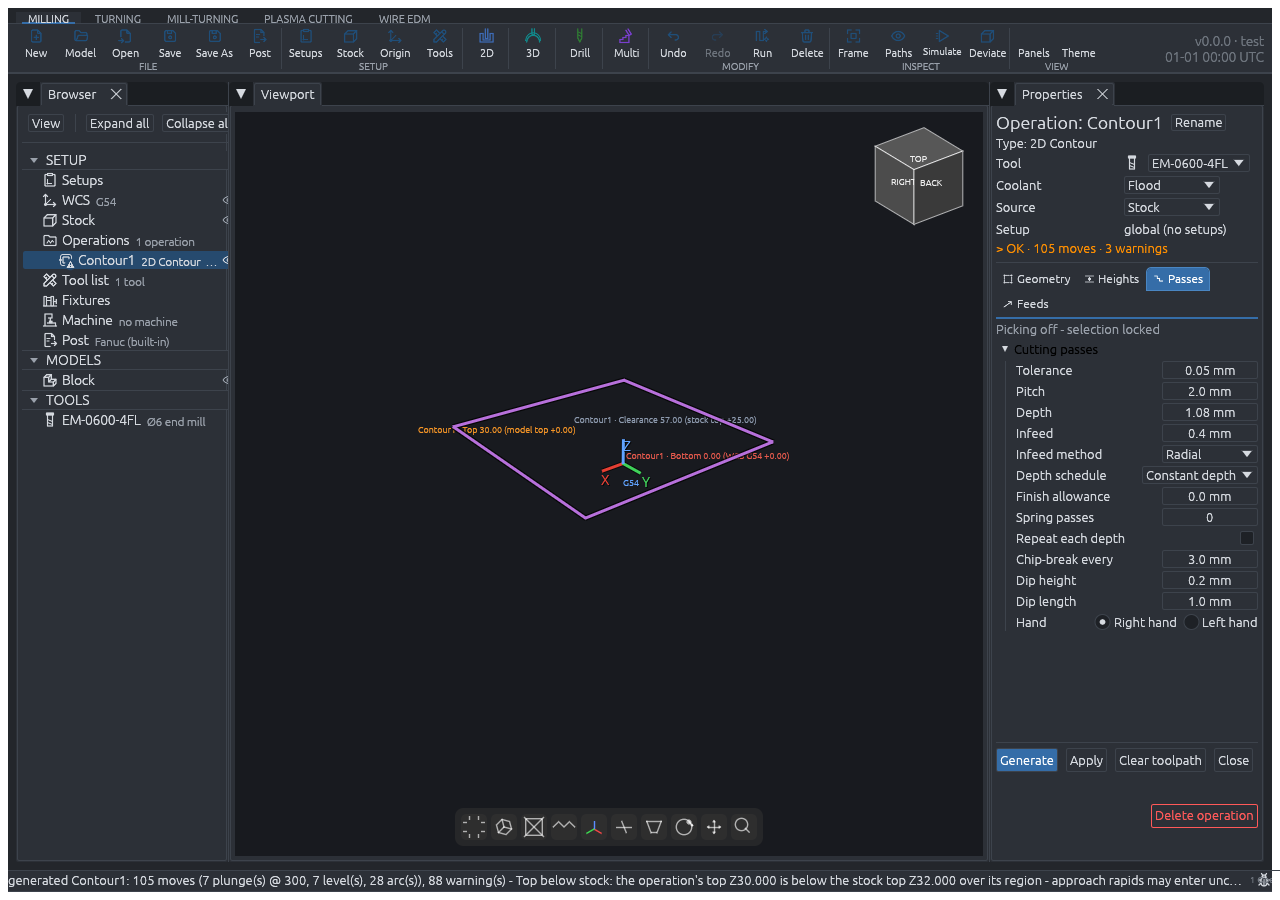 MILLING TURNING MILL-TURNING PLASMA CUTTING WIRE EDM
New Model Open Save Save As Post Setups Stock Origin Tools 2D 3D Drill Multi Undo Redo Run Delete Frame Paths Simulate Deviate Panels Theme
FILE SETUP MODIFY INSPECT VIEW
v0.0.0 · test
01-01 00:00 UTC
Browser
View Expand all Collapse al
SETUP
Setups
WCS G54
Stock
Operations 1 operation
Contour1 2D Contour ...
Tool list 1 tool
Fixtures
Machine no machine
Post Fanuc (built-in)
MODELS
Block
TOOLS
EM-0600-4FL Ø6 end mill
Viewport
TOP
RIGHT BACK
Contour1 · Clearance 57.00 (stock top +25.00)
Contour1 · Top 30.00 (model top +0.00)
Z
Contour1 · Bottom 0.00 (WCS G54 +0.00)
X G54 Y
Properties
Operation: Contour1 Rename
Type: 2D Contour
Tool EM-0600-4FL
Coolant Flood
Source Stock
Setup global (no setups)
> OK · 105 moves · 3 warnings
Geometry Heights Passes
Feeds
Picking off - selection locked
Cutting passes
Tolerance 0.05 mm
Pitch 2.0 mm
Depth 1.08 mm
Infeed 0.4 mm
Infeed method Radial
Depth schedule Constant depth
Finish allowance 0.0 mm
Spring passes 0
Repeat each depth
Chip-break every 3.0 mm
Dip height 0.2 mm
Dip length 1.0 mm
Hand Right hand Left hand
Generate Apply Clear toolpath Close
Delete operation
generated Contour1: 105 moves (7 plunge(s) @ 300, 7 level(s), 28 arc(s)), 88 warning(s) - Top below stock: the operation's top Z30.000 is below the stock top Z32.000 over its region - approach rapids may enter unc...